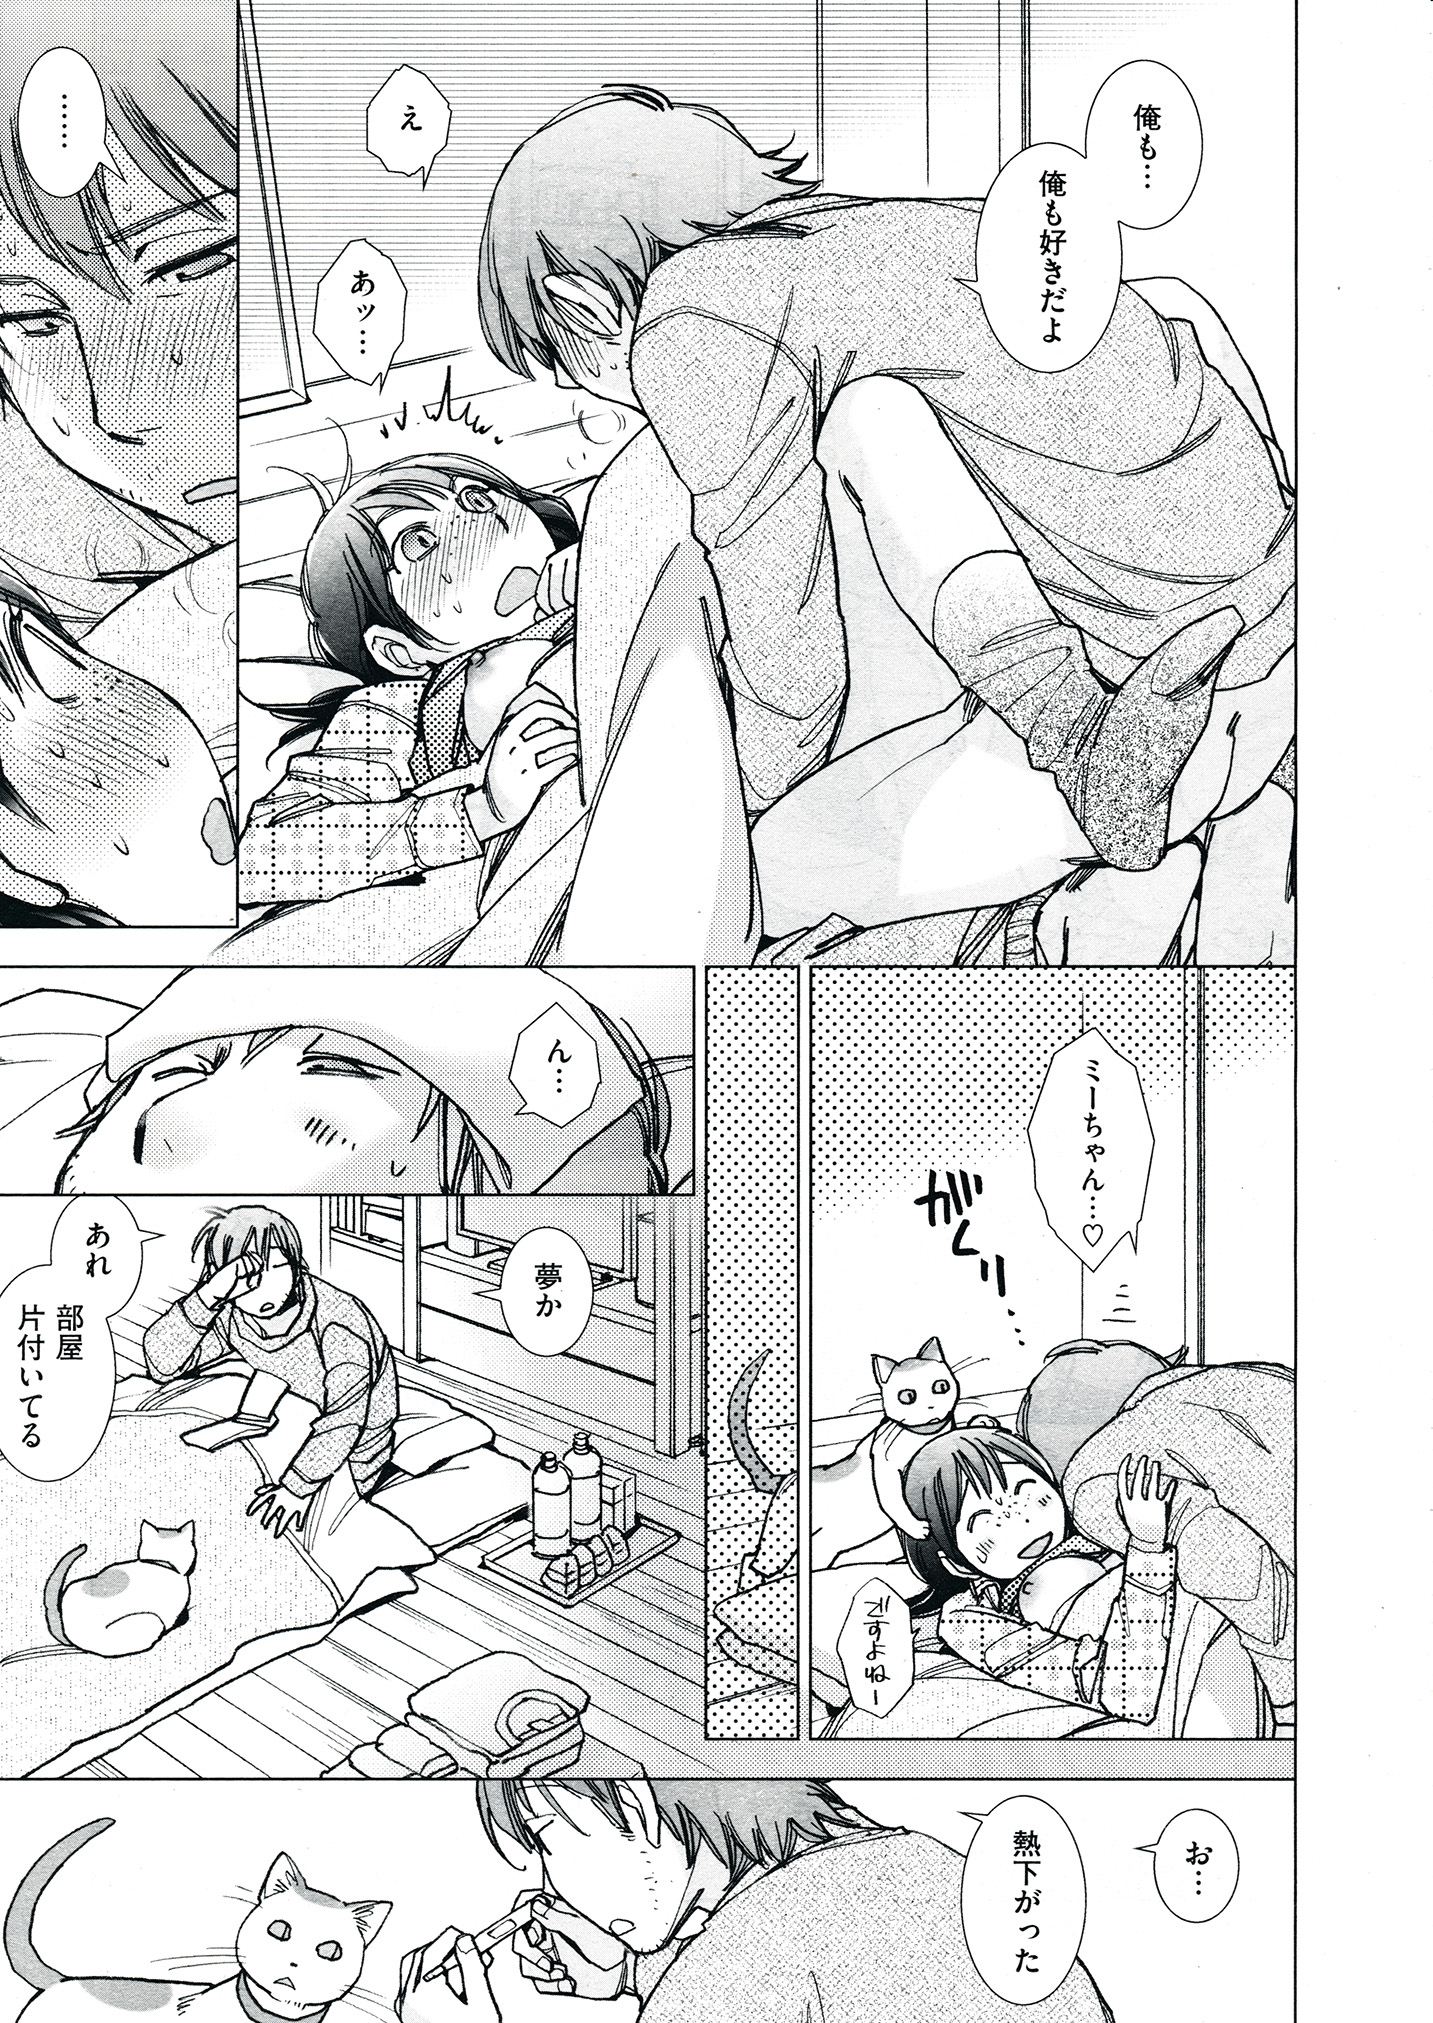 俺も…
俺も好きだよ
え
あッ…
……
ミーちゃん…♡
がくり…
ですよねー
ん…
夢か
あれ
部屋
片付いてる
お…
熱下がった